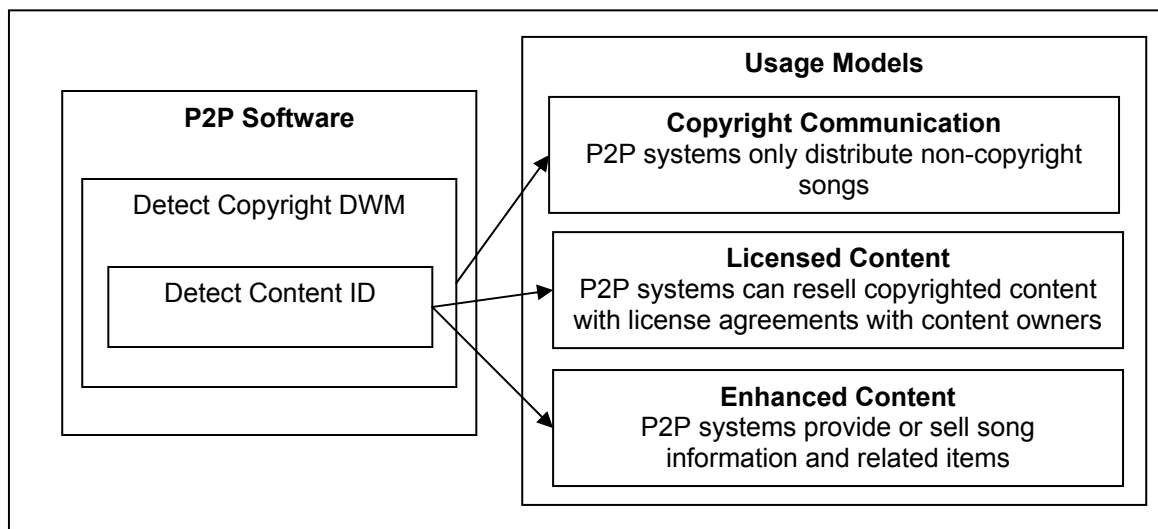 P2P Software
Detect Copyright DWM
Detect Content ID
Usage Models
Copyright Communication
P2P systems only distribute non-copyright
songs
Licensed Content
P2P systems can resell copyrighted content
with license agreements with content owners
Enhanced Content
P2P systems provide or sell song
information and related items